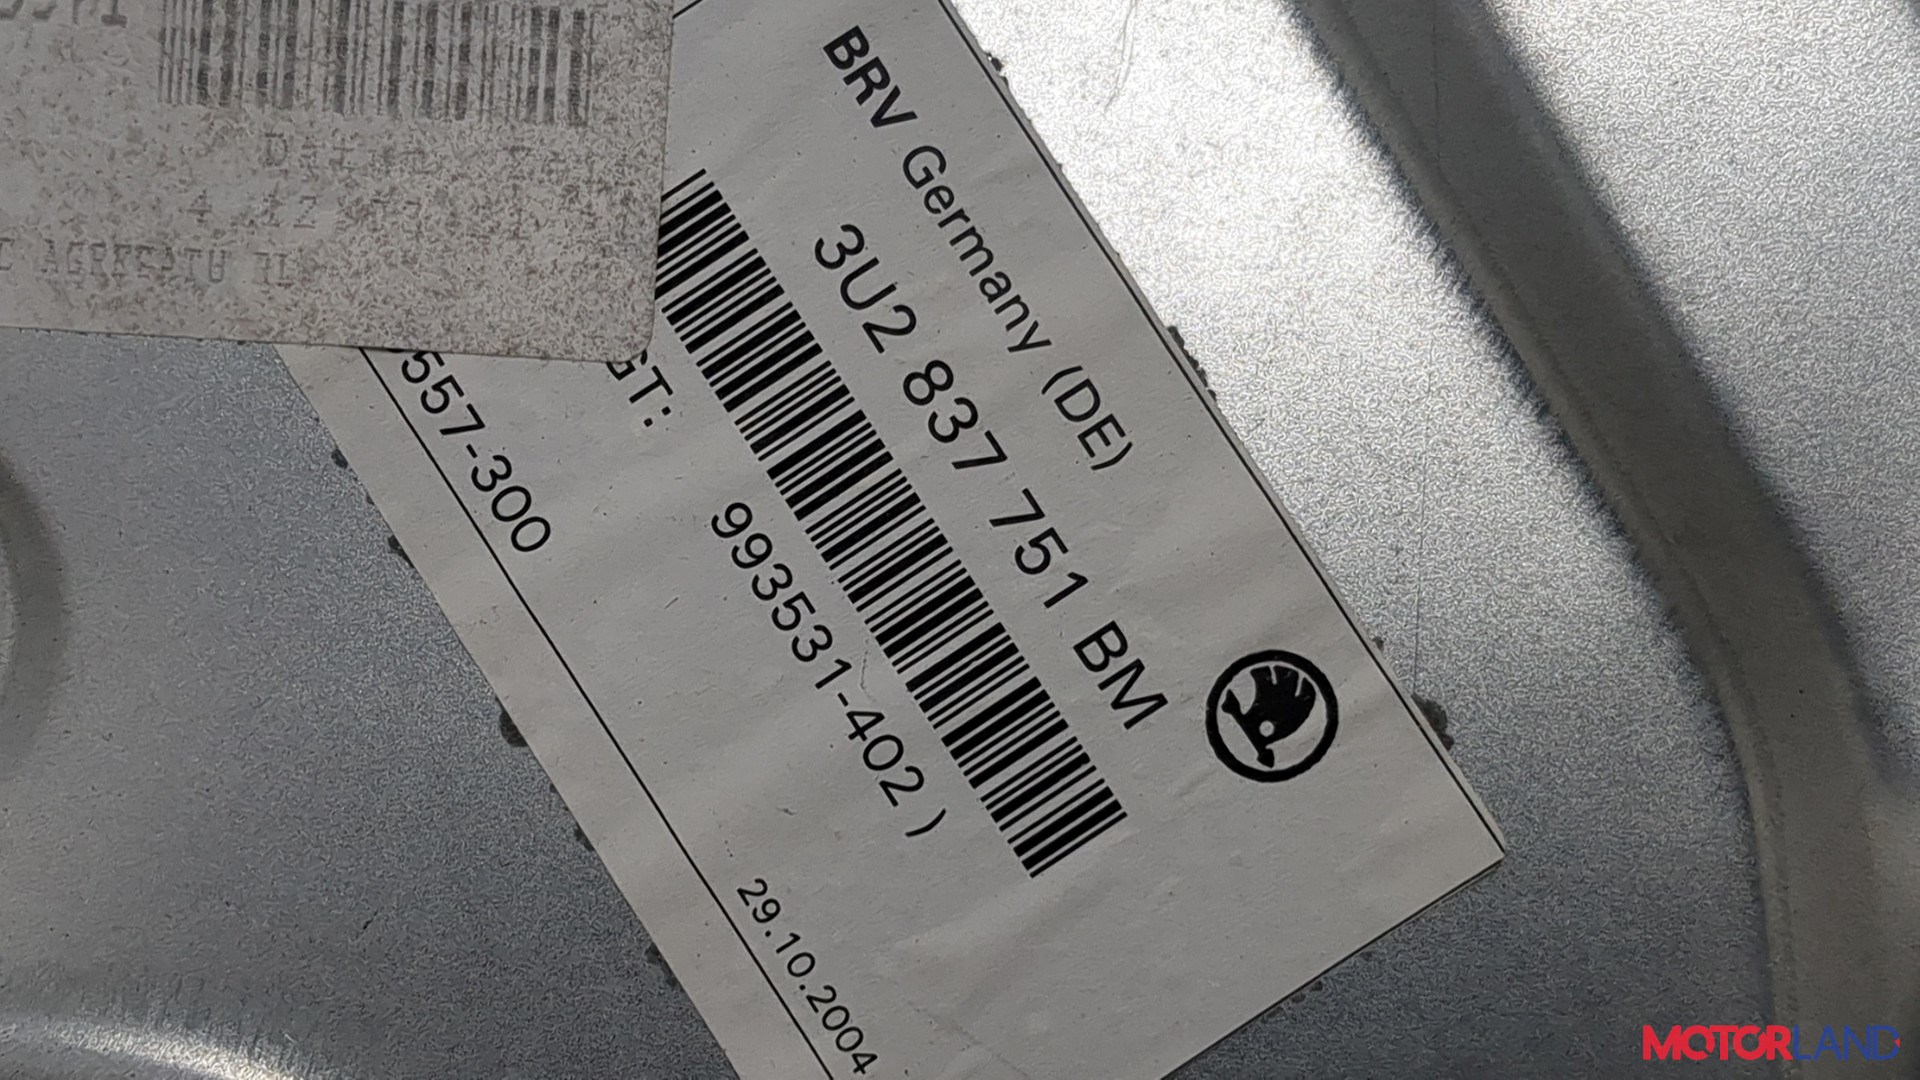 BRV Germany (DE)
3U2 837 751 BM
GT: 993531-402 )
557-300
29.10.2004
MOTORLAND